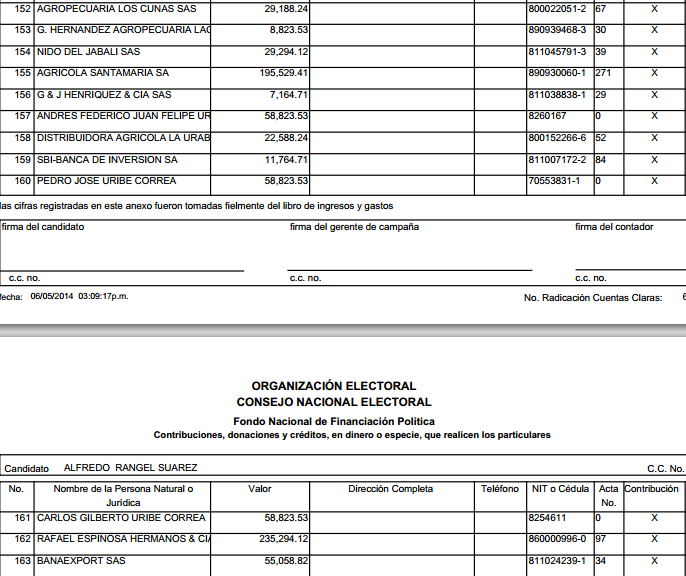 152 AGROPECUARIA LOS CUNAS SAS 29,188.24 800022051-2 67 X
153 G. HERNANDEZ AGROPECUARIA LAC 8,823.53 890939468-3 30 X
154 NIDO DEL JABALI SAS 29,294.12 811045791-3 39 X
155 AGRICOLA SANTAMARIA SA 195,529.41 890930060-1 271 X
156 G & J HENRIQUEZ & CIA SAS 7,164.71 811038838-1 29 X
157 ANDRES FEDERICO JUAN FELIPE UR 58,823.53 8260167 0 X
158 DISTRIBUIDORA AGRICOLA LA URAB 22,588.24 800152266-6 52 X
159 SBI-BANCA DE INVERSION SA 11,764.71 811007172-2 84 X
160 PEDRO JOSE URIBE CORREA 58,823.53 70553831-1 0 X
las cifras registradas en este anexo fueron tomadas fielmente del libro de ingresos y gastos
firma del candidato firma del gerente de campaña firma del contador
c.c. no. c.c. no. c.c. no.
fecha: 06/05/2014 03:09:17p.m. No. Radicación Cuentas Claras:
ORGANIZACIÓN ELECTORAL
CONSEJO NACIONAL ELECTORAL
Fondo Nacional de Financiación Política
Contribuciones, donaciones y créditos, en dinero o especie, que realicen los particulares
Candidato ALFREDO RANGEL SUAREZ C.C. No.
No. Nombre de la Persona Natural o Valor Dirección Completa Teléfono NIT o Cédula Acta Contribución
Jurídica No.
161 CARLOS GILBERTO URIBE CORREA 58,823.53 8254611 0 X
162 RAFAEL ESPINOSA HERMANOS & CIA 235,294.12 860000996-0 97 X
163 BANAEXPORT SAS 55,058.82 811024239-1 34 X